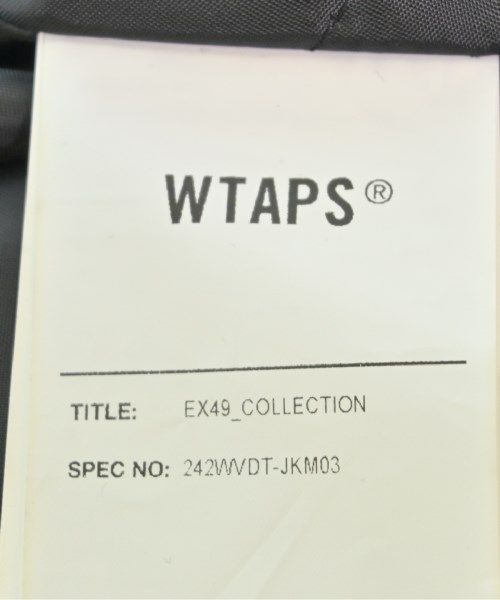 WTAPS®
TITLE: EX49_COLLECTION
SPEC NO: 242WVDT-JKM03